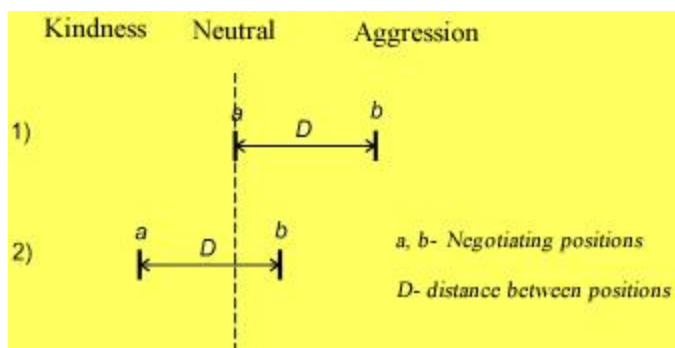 Kindness Neutral Aggression
a b
1) D
a b
2) D
a, b- Negotiating positions
D- distance between positions